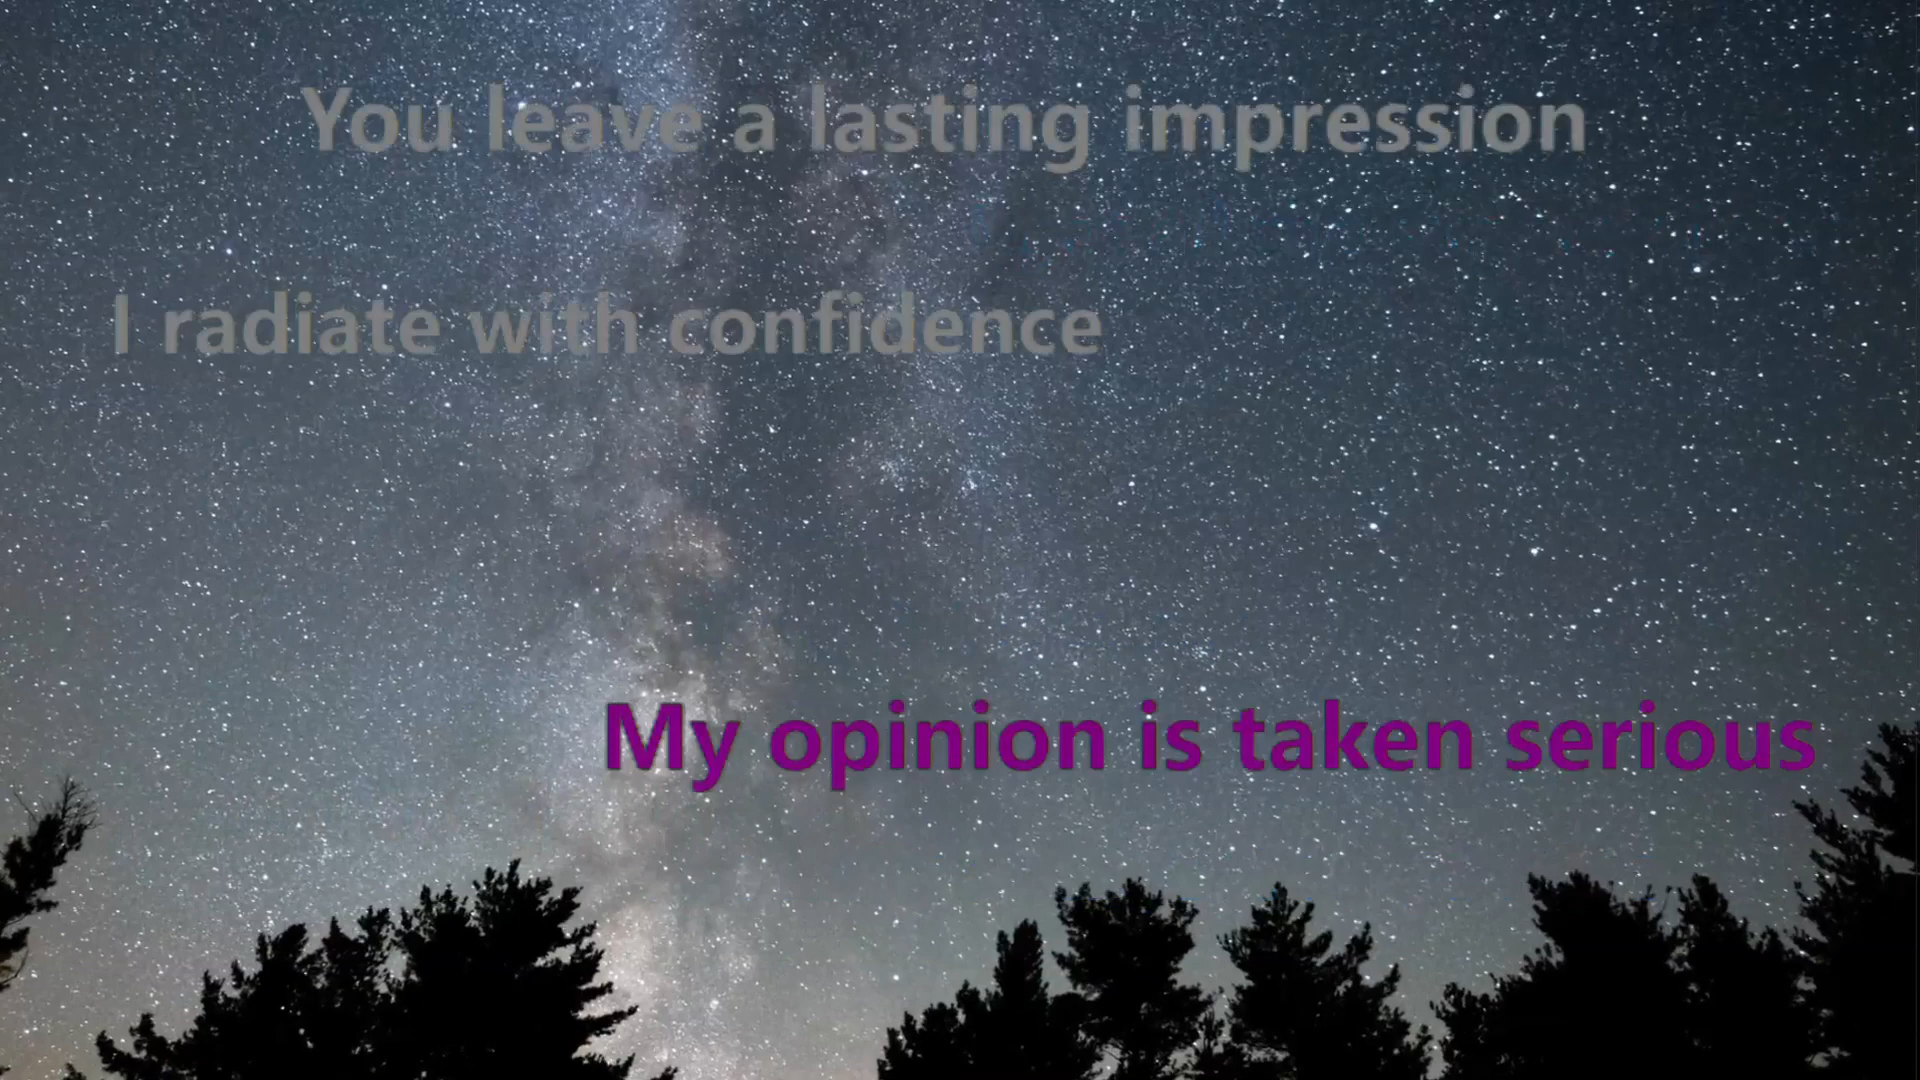 You leave a lasting impression
I radiate with confidence
My opinion is taken serious